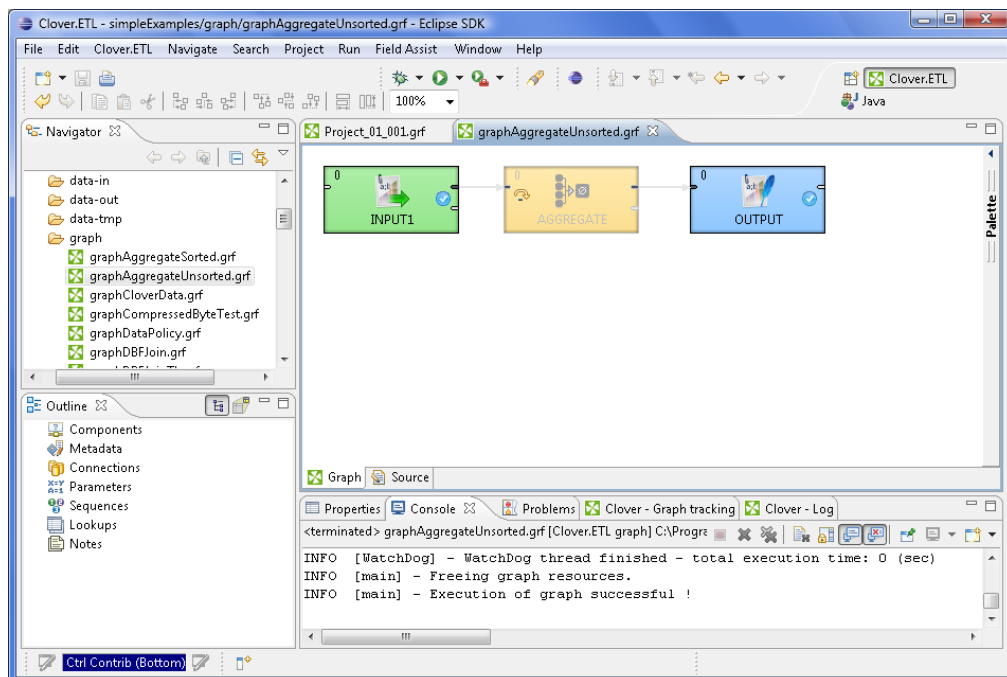 Clover.ETL - simpleExamples/graph/graphAggregateUnsorted.grf - Eclipse SDK
File Edit Clover.ETL Navigate Search Project Run Field Assist Window Help
100%
Clover.ETL
Java
Navigator
data-in
data-out
data-tmp
graph
graphAggregateSorted.grf
graphAggregateUnsorted.grf
graphCloverData.grf
graphCompressedByteTest.grf
graphDataPolicy.grf
graphDBFJoin.grf
Outline
Components
Metadata
Connections
Parameters
Sequences
Lookups
Notes
Project_01_001.grf graphAggregateUnsorted.grf
0 INPUT1
0 AGGREGATE
0 OUTPUT
Palette
Graph Source
Properties Console Problems Clover - Graph tracking Clover - Log
<terminated> graphAggregateUnsorted.grf [Clover.ETL graph] C:\Progra
INFO [WatchDog] - WatchDog thread finished - total execution time: 0 (sec)
INFO [main] - Freeing graph resources.
INFO [main] - Execution of graph successful !
Ctrl Contrib (Bottom)